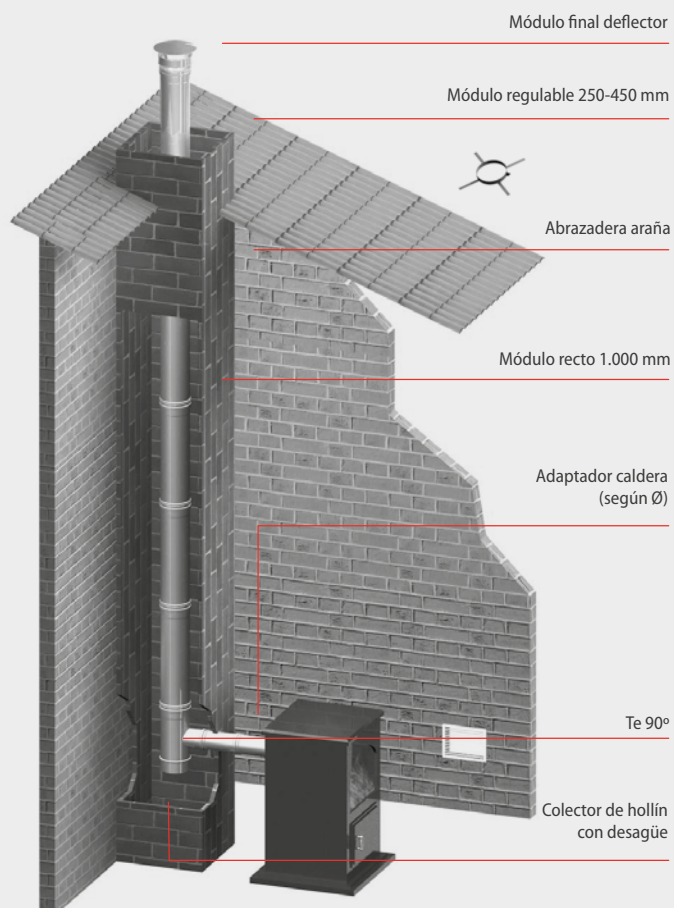 Módulo final deflector
Módulo regulable 250-450 mm
Abrazadera araña
Módulo recto 1.000 mm
Adaptador caldera
(según Ø)
Te 90º
Colector de hollín
con desagüe